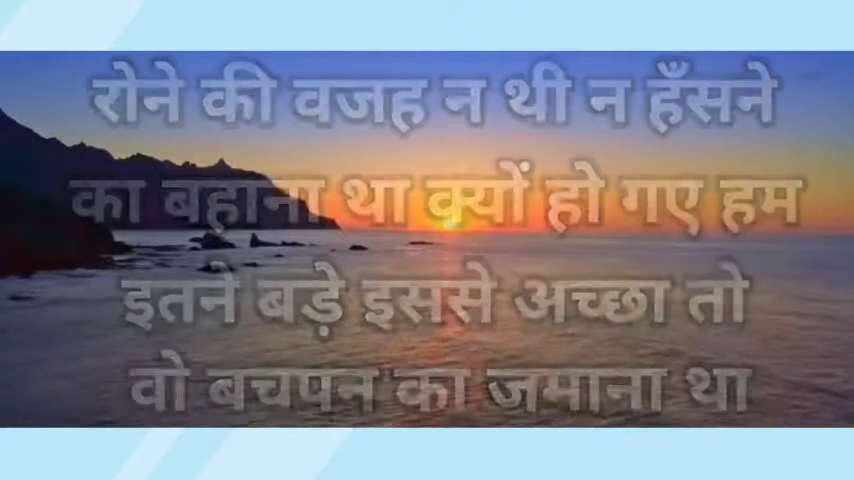 रोने की वजह न थी न हँसने
का बहाना था क्यों हो गए हम
इतने बड़े इससे अच्छा तो
वो बचपन का जमाना था